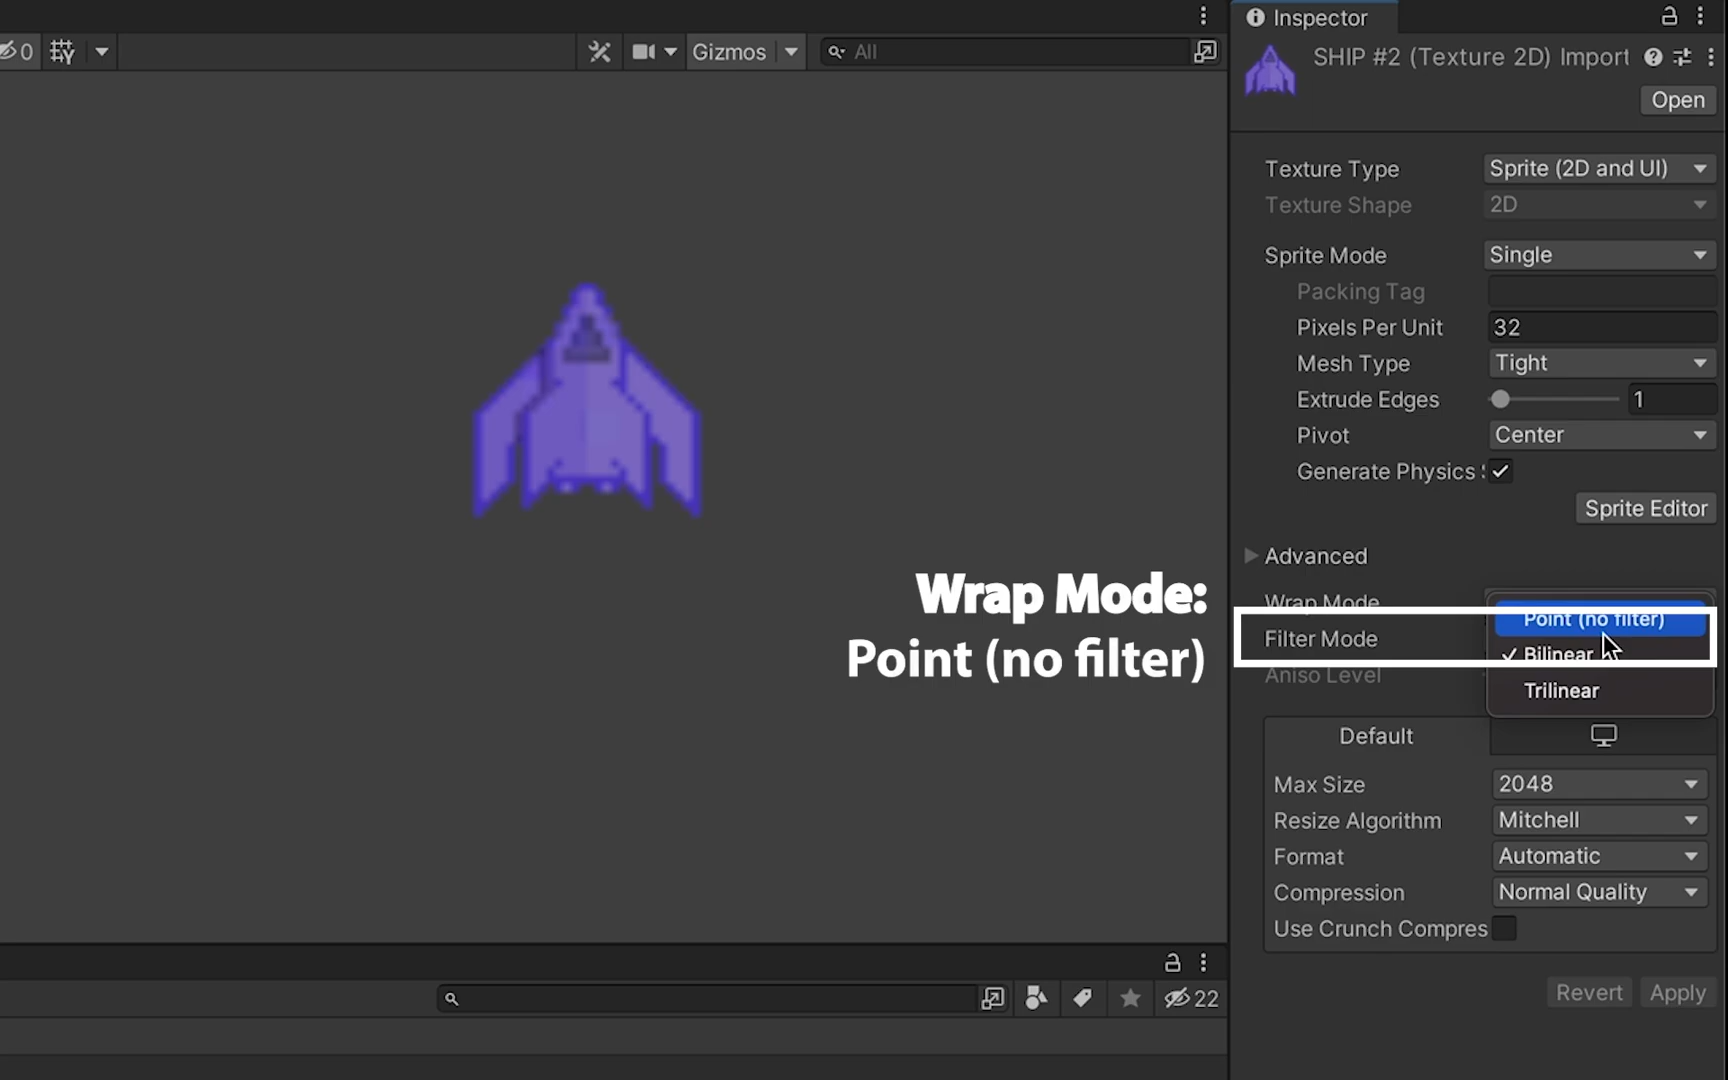 Inspector
0
Gizmos
All
SHIP #2 (Texture 2D) Import
Open
Texture Type
Sprite (2D and UI)
Texture Shape
2D
Sprite Mode
Single
Packing Tag
Pixels Per Unit
32
Mesh Type
Tight
Extrude Edges
1
Pivot
Center
Generate Physics
Sprite Editor
Advanced
Wrap Mode:
Point (no filter)
Wrap Mode
Point (no filter)
Filter Mode
Bilinear
Aniso Level
Trilinear
Default
Max Size
2048
Resize Algorithm
Mitchell
Format
Automatic
Compression
Normal Quality
Use Crunch Compres
22
Revert
Apply